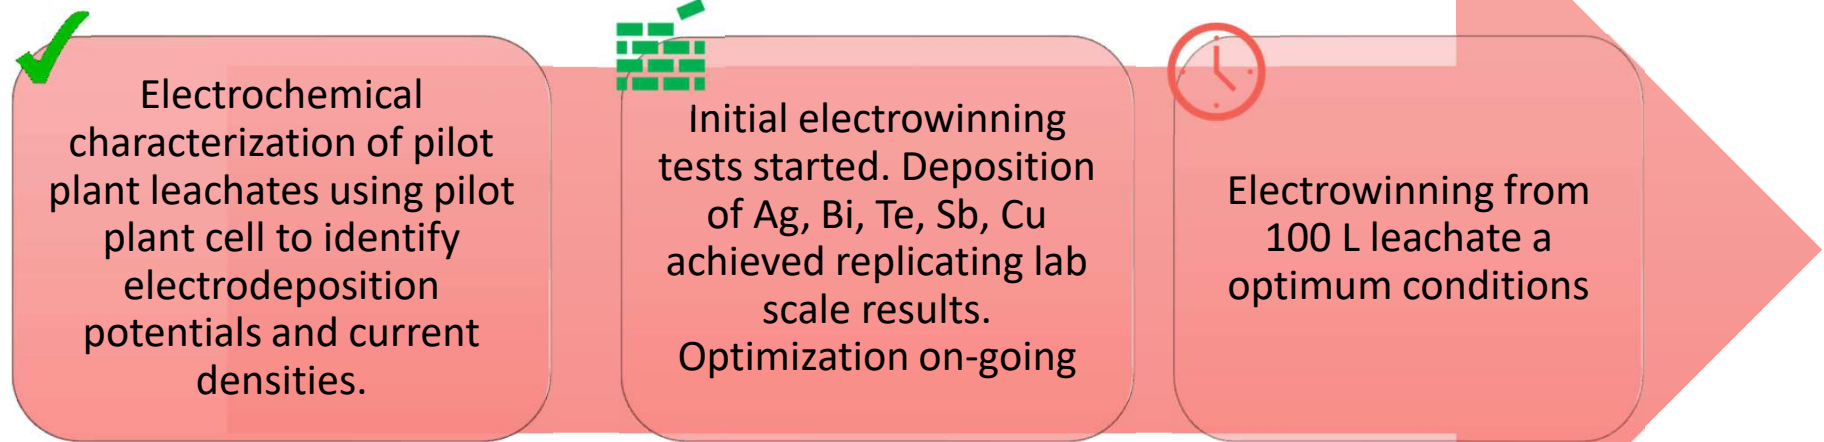 Electrochemical
characterization of pilot
plant leachates using pilot
plant cell to identify
electrodeposition
potentials and current
densities.
Initial electrowinning
tests started. Deposition
of Ag, Bi, Te, Sb, Cu
achieved replicating lab
scale results.
Optimization on-going
Electrowinning from
100 L leachate a
optimum conditions